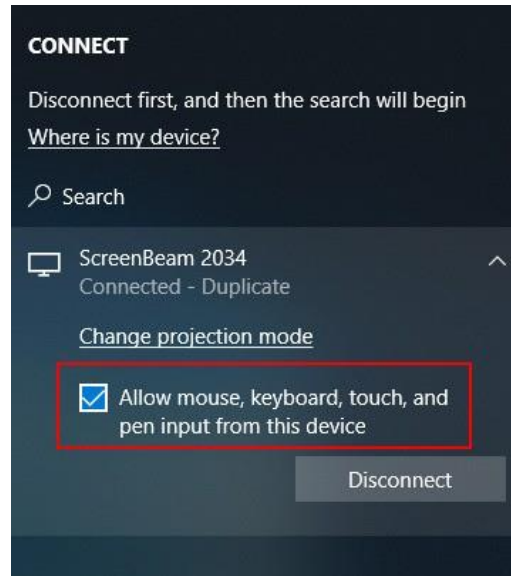 CONNECT
Disconnect first, and then the search will begin
Where is my device?
Search
ScreenBeam 2034
Connected - Duplicate
Change projection mode
Allow mouse, keyboard, touch, and
pen input from this device
Disconnect